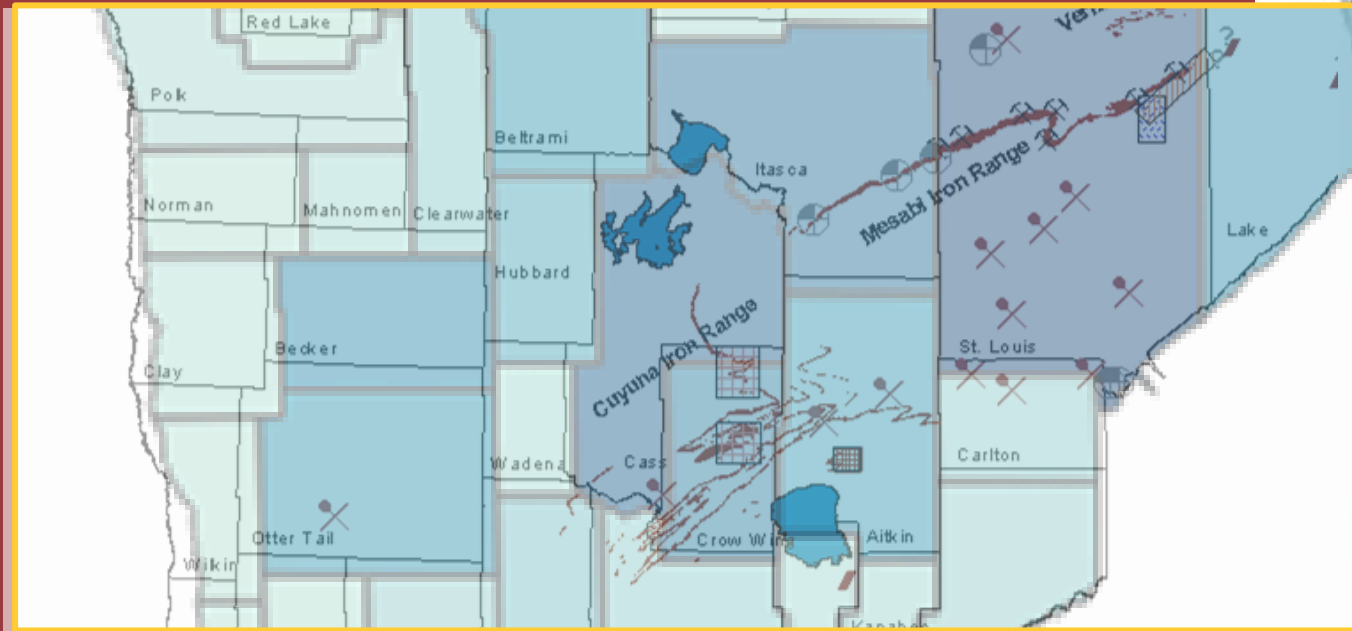 Red Lake
Polk
Beltrami
Itasca
Mesabi Iron Range
?
Norman
Mahnomen
Clearwater
Lake
Hubbard
Becker
Clay
Cuyuna Iron Range
St. Louis
Wadena
Cass
Carlton
Otter Tail
Crow Wing
Aitkin
Wilkin